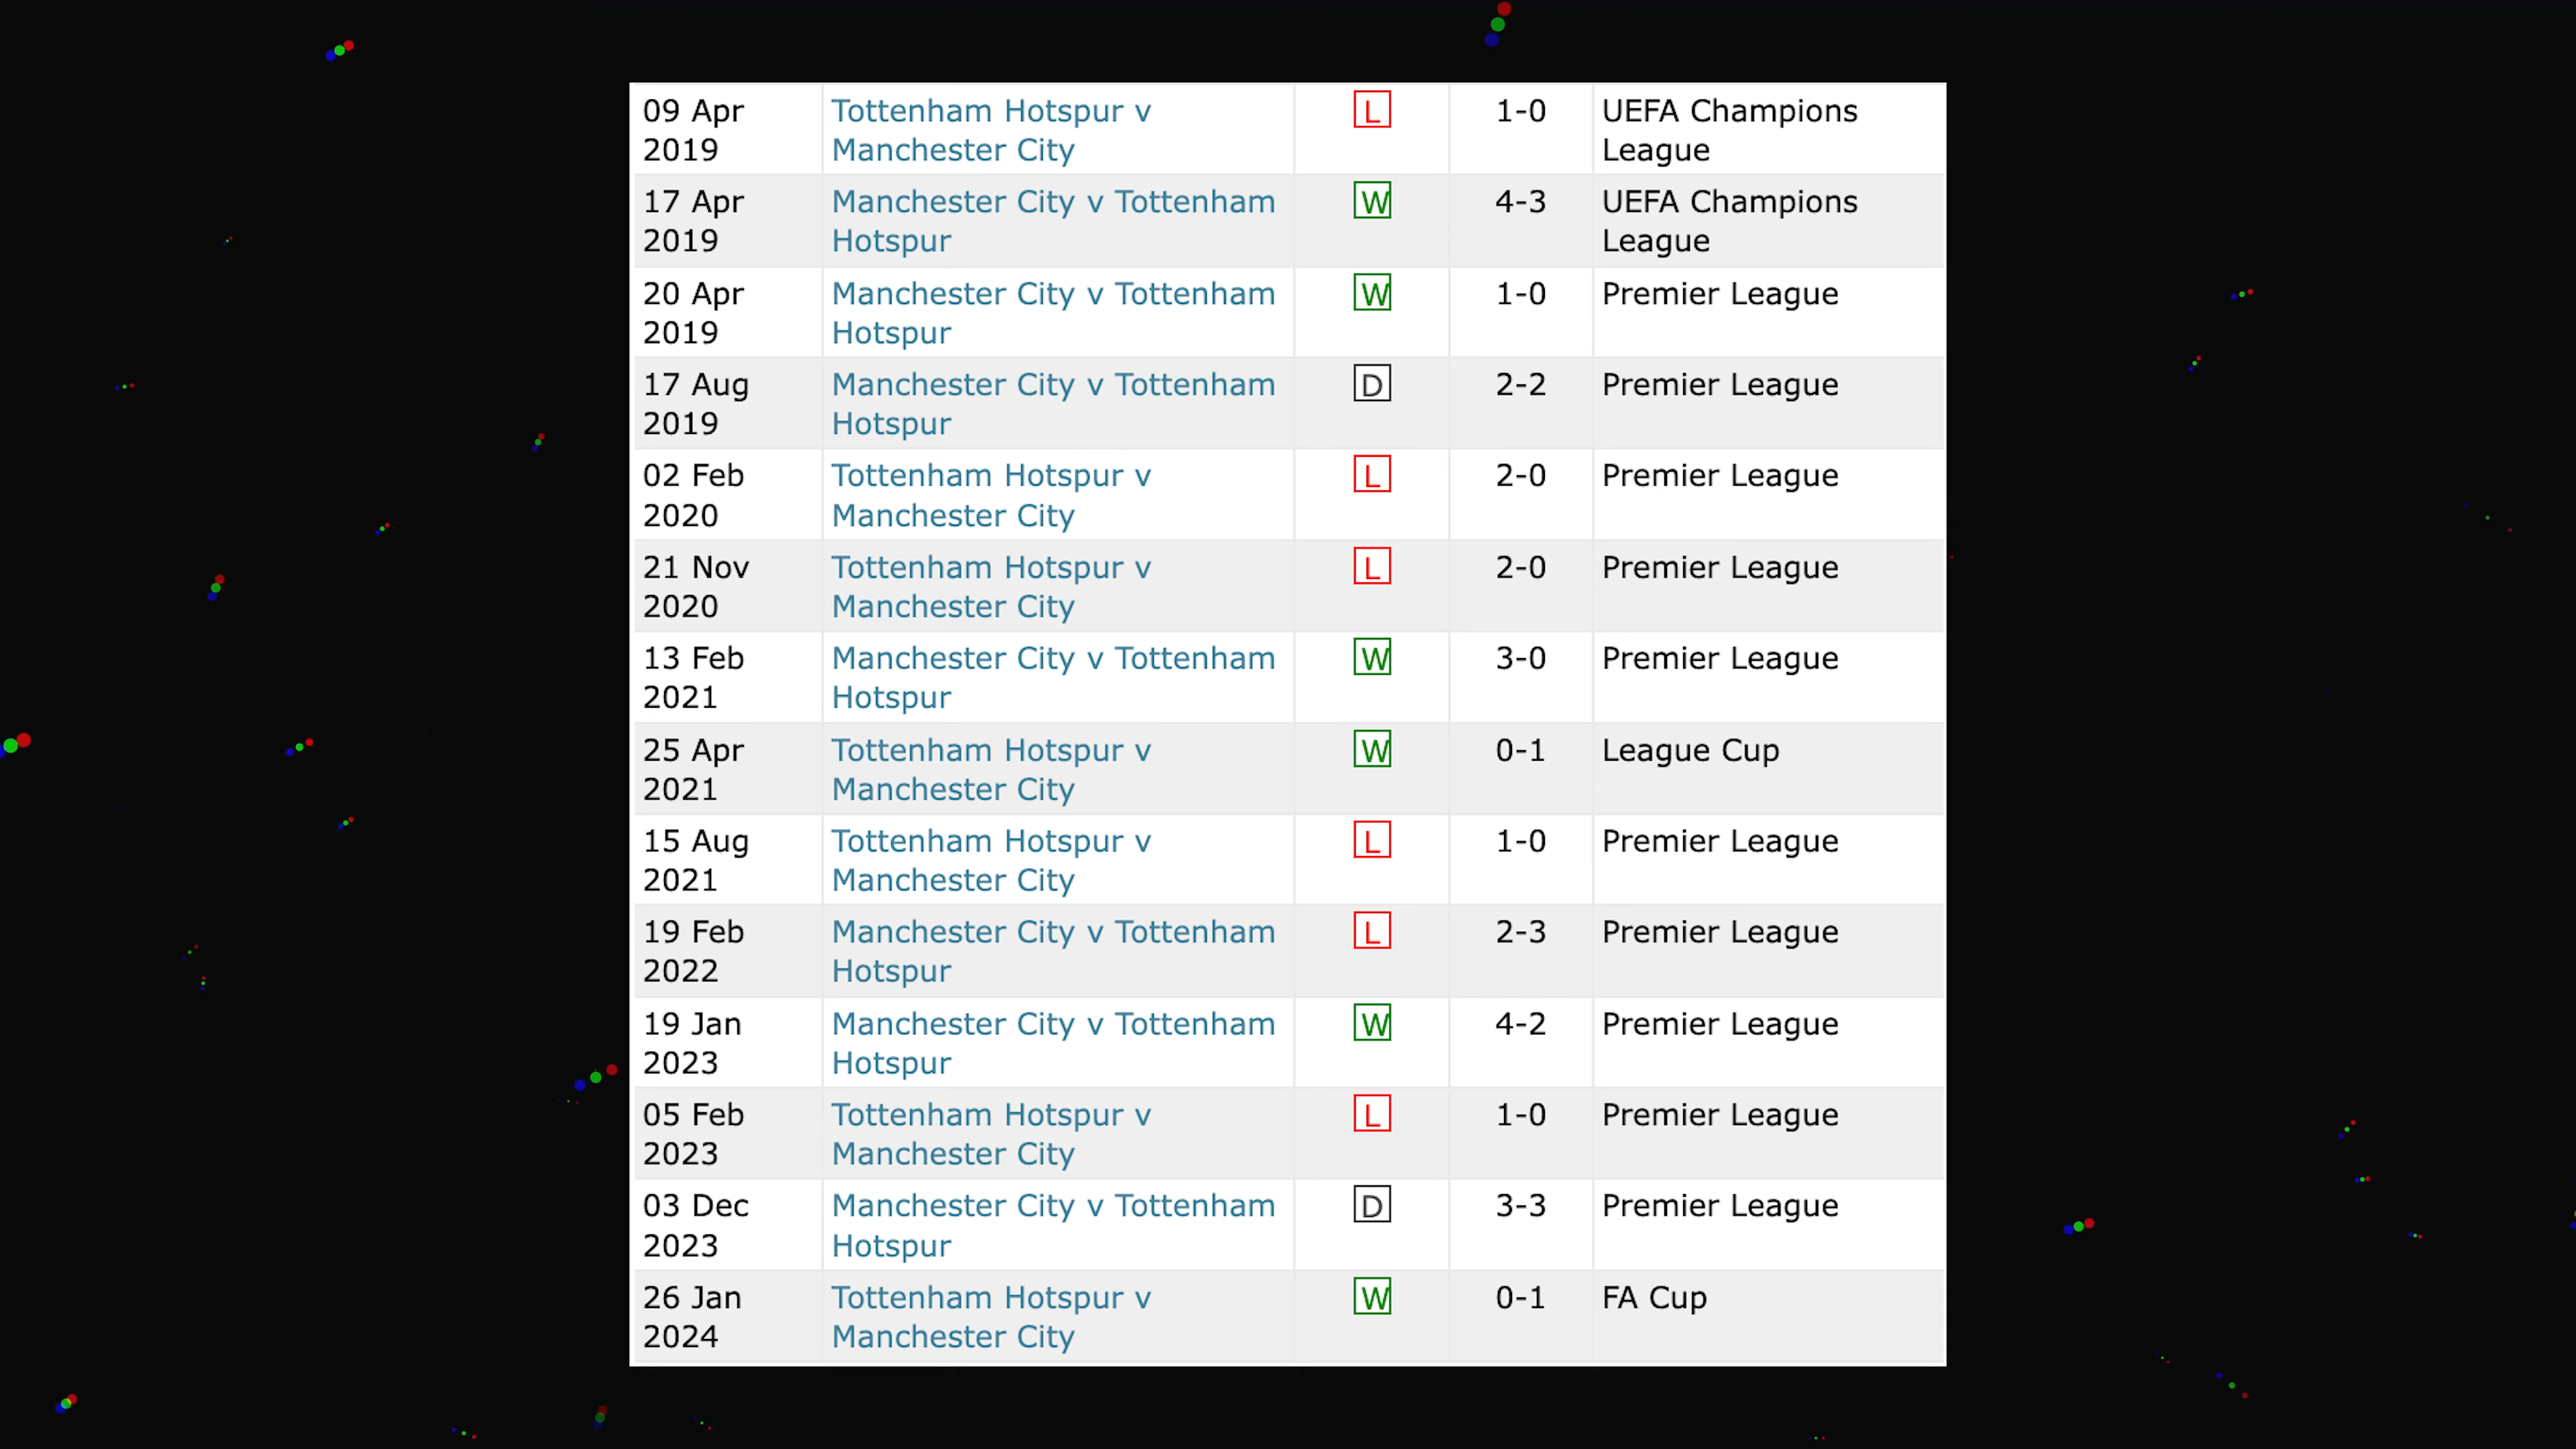 09 Apr Tottenham Hotspur v L 1-0 UEFA Champions
2019 Manchester City League
17 Apr Manchester City v Tottenham W 4-3 UEFA Champions
2019 Hotspur League
20 Apr Manchester City v Tottenham W 1-0 Premier League
2019 Hotspur
17 Aug Manchester City v Tottenham D 2-2 Premier League
2019 Hotspur
02 Feb Tottenham Hotspur v L 2-0 Premier League
2020 Manchester City
21 Nov Tottenham Hotspur v L 2-0 Premier League
2020 Manchester City
13 Feb Manchester City v Tottenham W 3-0 Premier League
2021 Hotspur
25 Apr Tottenham Hotspur v W 0-1 League Cup
2021 Manchester City
15 Aug Tottenham Hotspur v L 1-0 Premier League
2021 Manchester City
19 Feb Manchester City v Tottenham L 2-3 Premier League
2022 Hotspur
19 Jan Manchester City v Tottenham W 4-2 Premier League
2023 Hotspur
05 Feb Tottenham Hotspur v L 1-0 Premier League
2023 Manchester City
03 Dec Manchester City v Tottenham D 3-3 Premier League
2023 Hotspur
26 Jan Tottenham Hotspur v W 0-1 FA Cup
2024 Manchester City